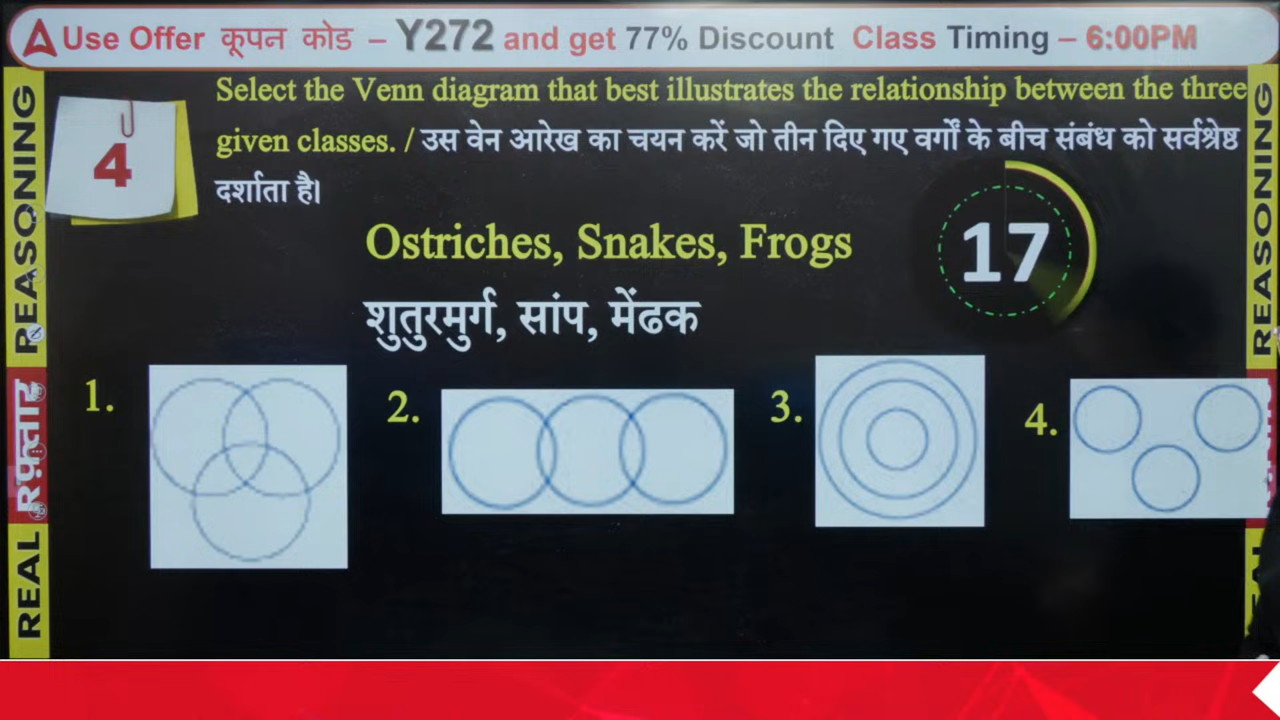 Use Offer कूपन कोड – Y272 and get 77% Discount Class Timing – 6:00PM
REASONING
REAL रफ़्तार
4
Select the Venn diagram that best illustrates the relationship between the three
given classes. / उस वेन आरेख का चयन करें जो तीन दिए गए वर्गों के बीच संबंध को सर्वश्रेष्ठ
दर्शाता है।
17
Ostriches, Snakes, Frogs
शुतुरमुर्ग, सांप, मेंढक
1.
2.
3.
4.
REASONING